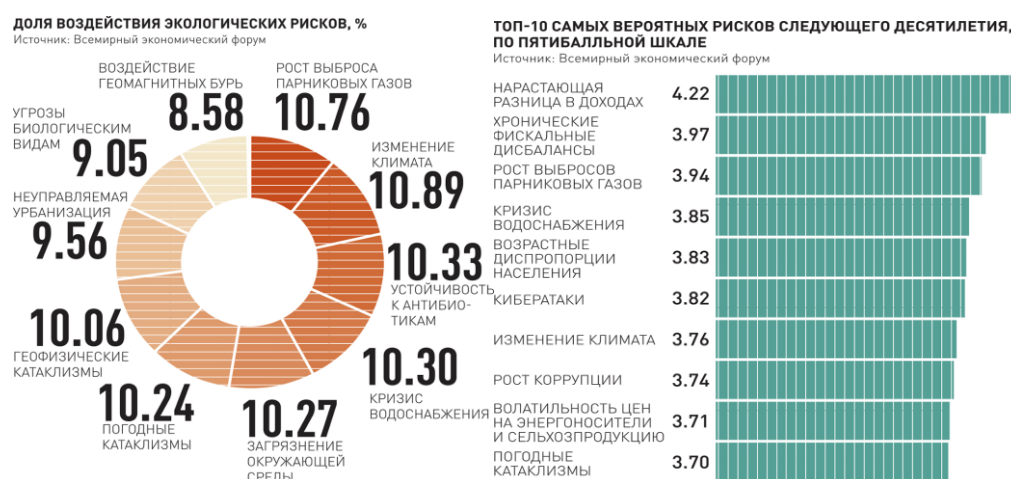 ДОЛЯ ВОЗДЕЙСТВИЯ ЭКОЛОГИЧЕСКИХ РИСКОВ, %
Источник: Всемирный экономический форум
ВОЗДЕЙСТВИЕ
ГЕОМАГНИТНЫХ БУРЬ
8.58
РОСТ ВЫБРОСА
ПАРНИКОВЫХ ГАЗОВ
10.76
УГРОЗЫ
БИОЛОГИЧЕСКИМ
ВИДАМ
9.05
ИЗМЕНЕНИЕ
КЛИМАТА
10.89
НЕУПРАВЛЯЕМАЯ
УРБАНИЗАЦИЯ
9.56
10.33
УСТОЙЧИВОСТЬ
К АНТИБИО-
ТИКАМ
10.06
ГЕОФИЗИЧЕСКИЕ
КАТАКЛИЗМЫ
10.30
КРИЗИС
ВОДОСНАБЖЕНИЯ
10.24
ПОГОДНЫЕ
КАТАКЛИЗМЫ
10.27
ЗАГРЯЗНЕНИЕ
ОКРУЖАЮЩЕЙ
СРЕДЫ
ТОП-10 САМЫХ ВЕРОЯТНЫХ РИСКОВ СЛЕДУЮЩЕГО ДЕСЯТИЛЕТИЯ,
ПО ПЯТИБАЛЛЬНОЙ ШКАЛЕ
Источник: Всемирный экономический форум
НАРАСТАЮЩАЯ
РАЗНИЦА В ДОХОДАХ 4.22
ХРОНИЧЕСКИЕ
ФИСКАЛЬНЫЕ 3.97
ДИСБАЛАНСЫ
РОСТ ВЫБРОСОВ
ПАРНИКОВЫХ ГАЗОВ 3.94
КРИЗИС
ВОДОСНАБЖЕНИЯ 3.85
ВОЗРАСТНЫЕ
ДИСПРОПОРЦИИ 3.83
НАСЕЛЕНИЯ
КИБЕРАТАКИ 3.82
ИЗМЕНЕНИЕ КЛИМАТА 3.76
РОСТ КОРРУПЦИИ 3.74
ВОЛАТИЛЬНОСТЬ ЦЕН
НА ЭНЕРГОНОСИТЕЛИ 3.71
И СЕЛЬХОЗПРОДУКЦИЮ
ПОГОДНЫЕ
КАТАКЛИЗМЫ 3.70